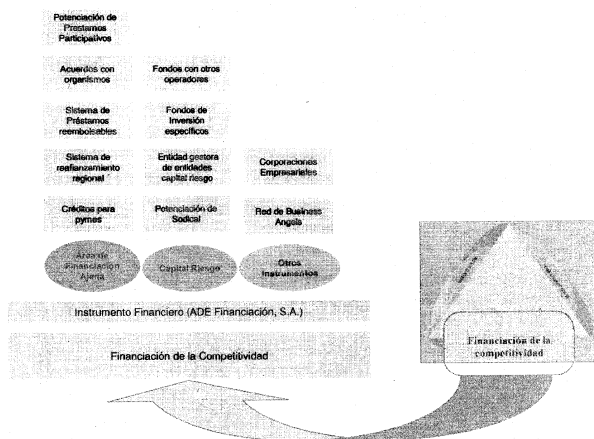 Potenciación de
Prestamos
Participativos
Acuerdos con
organismos
Fondos con otros
operadores
Sistema de
Préstamos
reembolsables
Fondos de
Inversión
específicos
Sistema de
reafianzamiento
regional
Entidad gestora
de entidades
capital riesgo
Corporaciones
Empresariales
Créditos para
pymes
Potenciación de
Sodical
Red de Business
Angels
Área de
Financiación
Ajena
Capital Riesgo
Otros
Instrumentos
Instrumento Financiero (ADE Financiación, S.A.)
Financiación de la Competitividad
Financiación de la
competitividad